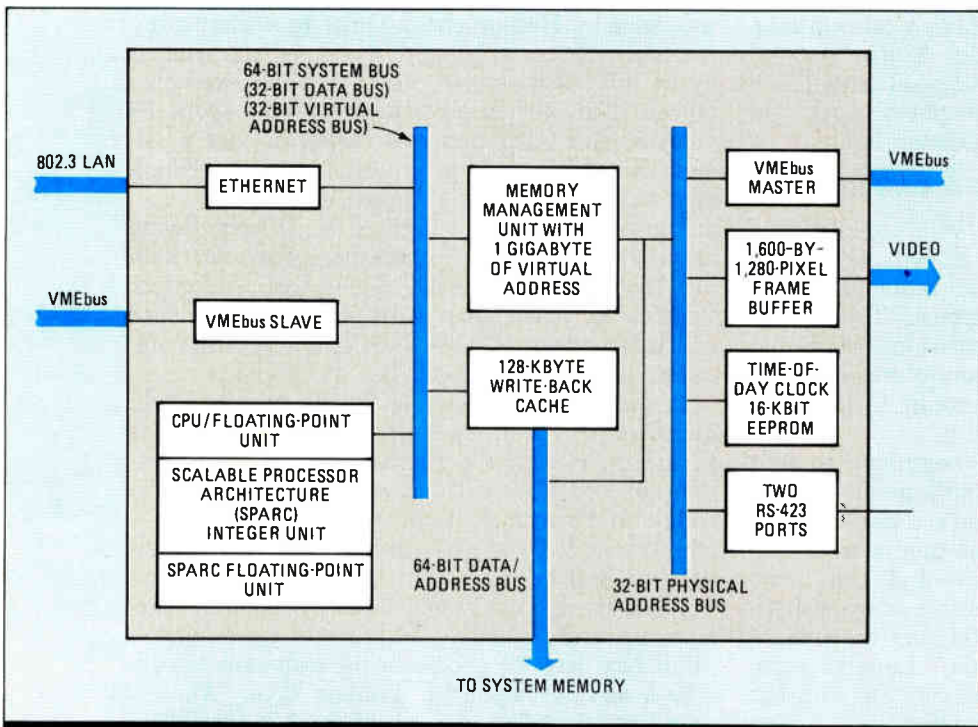 64-BIT SYSTEM BUS
(32-BIT DATA BUS)
(32-BIT VIRTUAL
ADDRESS BUS)
802.3 LAN
ETHERNET
VMEbus
VMEbus SLAVE
CPU/FLOATING-POINT
UNIT
SCALABLE PROCESSOR
ARCHITECTURE
(SPARC)
INTEGER UNIT
SPARC FLOATING-POINT
UNIT
MEMORY
MANAGEMENT
UNIT WITH
1 GIGABYTE
OF VIRTUAL
ADDRESS
128-KBYTE
WRITE-BACK
CACHE
64-BIT DATA/
ADDRESS BUS
TO SYSTEM MEMORY
32-BIT PHYSICAL
ADDRESS BUS
VMEbus
MASTER
VMEbus
1,600-BY-
1,280-PIXEL
FRAME
BUFFER
VIDEO
TIME-OF-
DAY CLOCK
16-KBIT
EEPROM
TWO
RS-423
PORTS